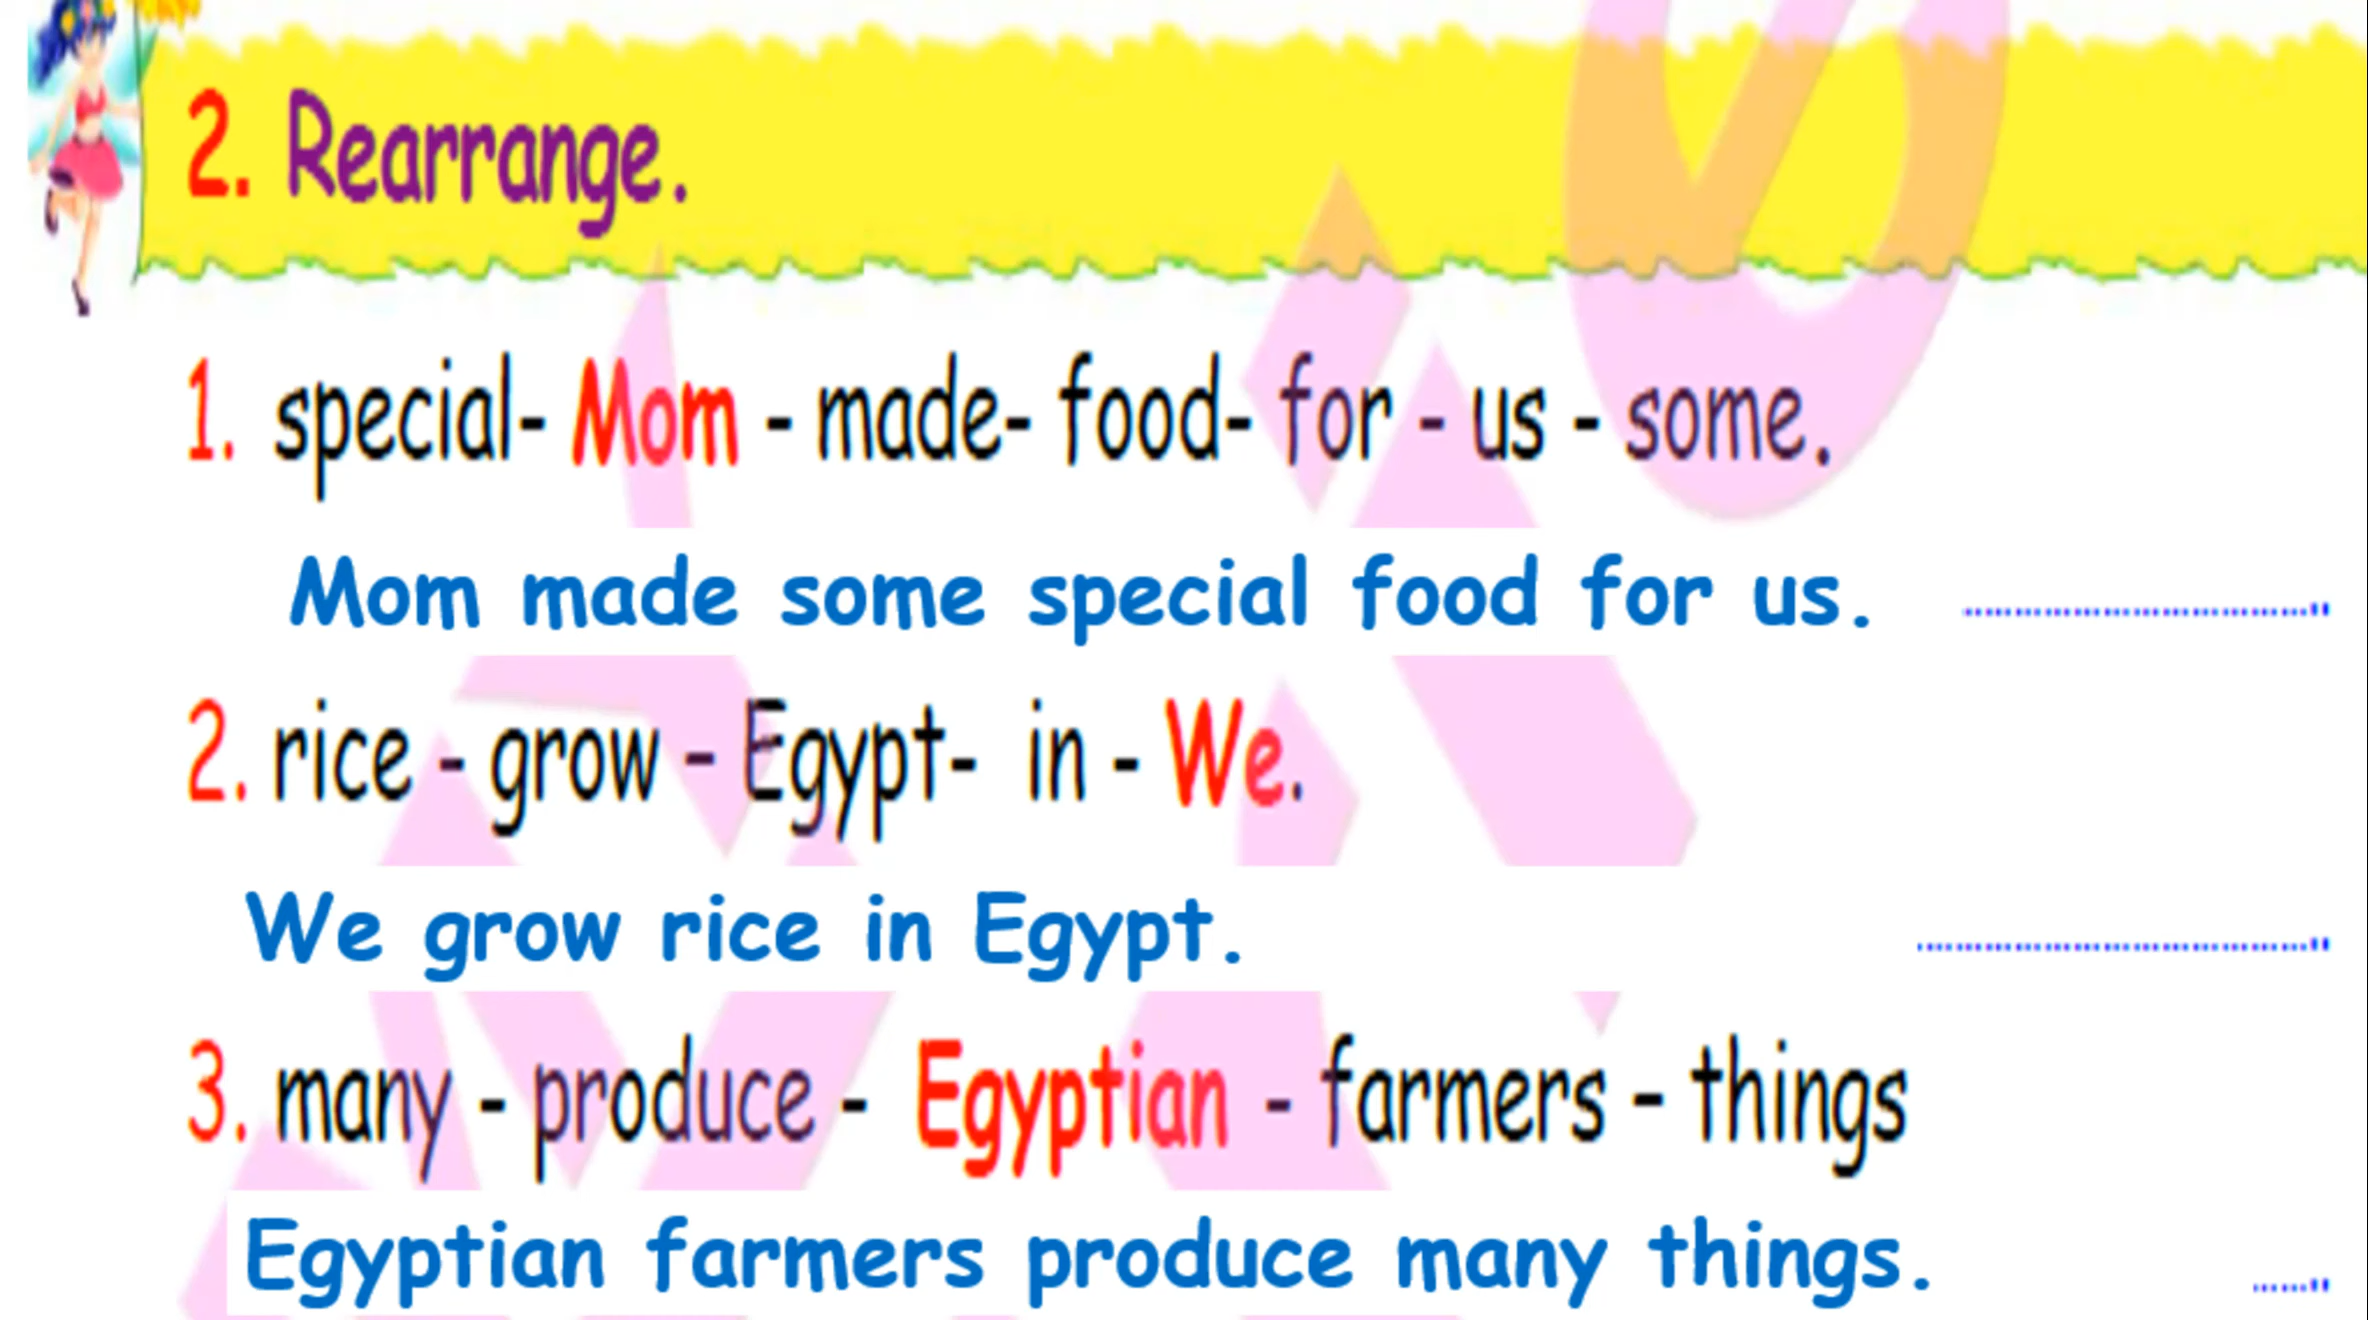 2. Rearrange.
1. special- Mom - made- food- for - us - some.
Mom made some special food for us. ......................................
2. rice - grow - Egypt- in - We.
We grow rice in Egypt. ...........................................
3. many - produce - Egyptian - farmers - things
Egyptian farmers produce many things. ........